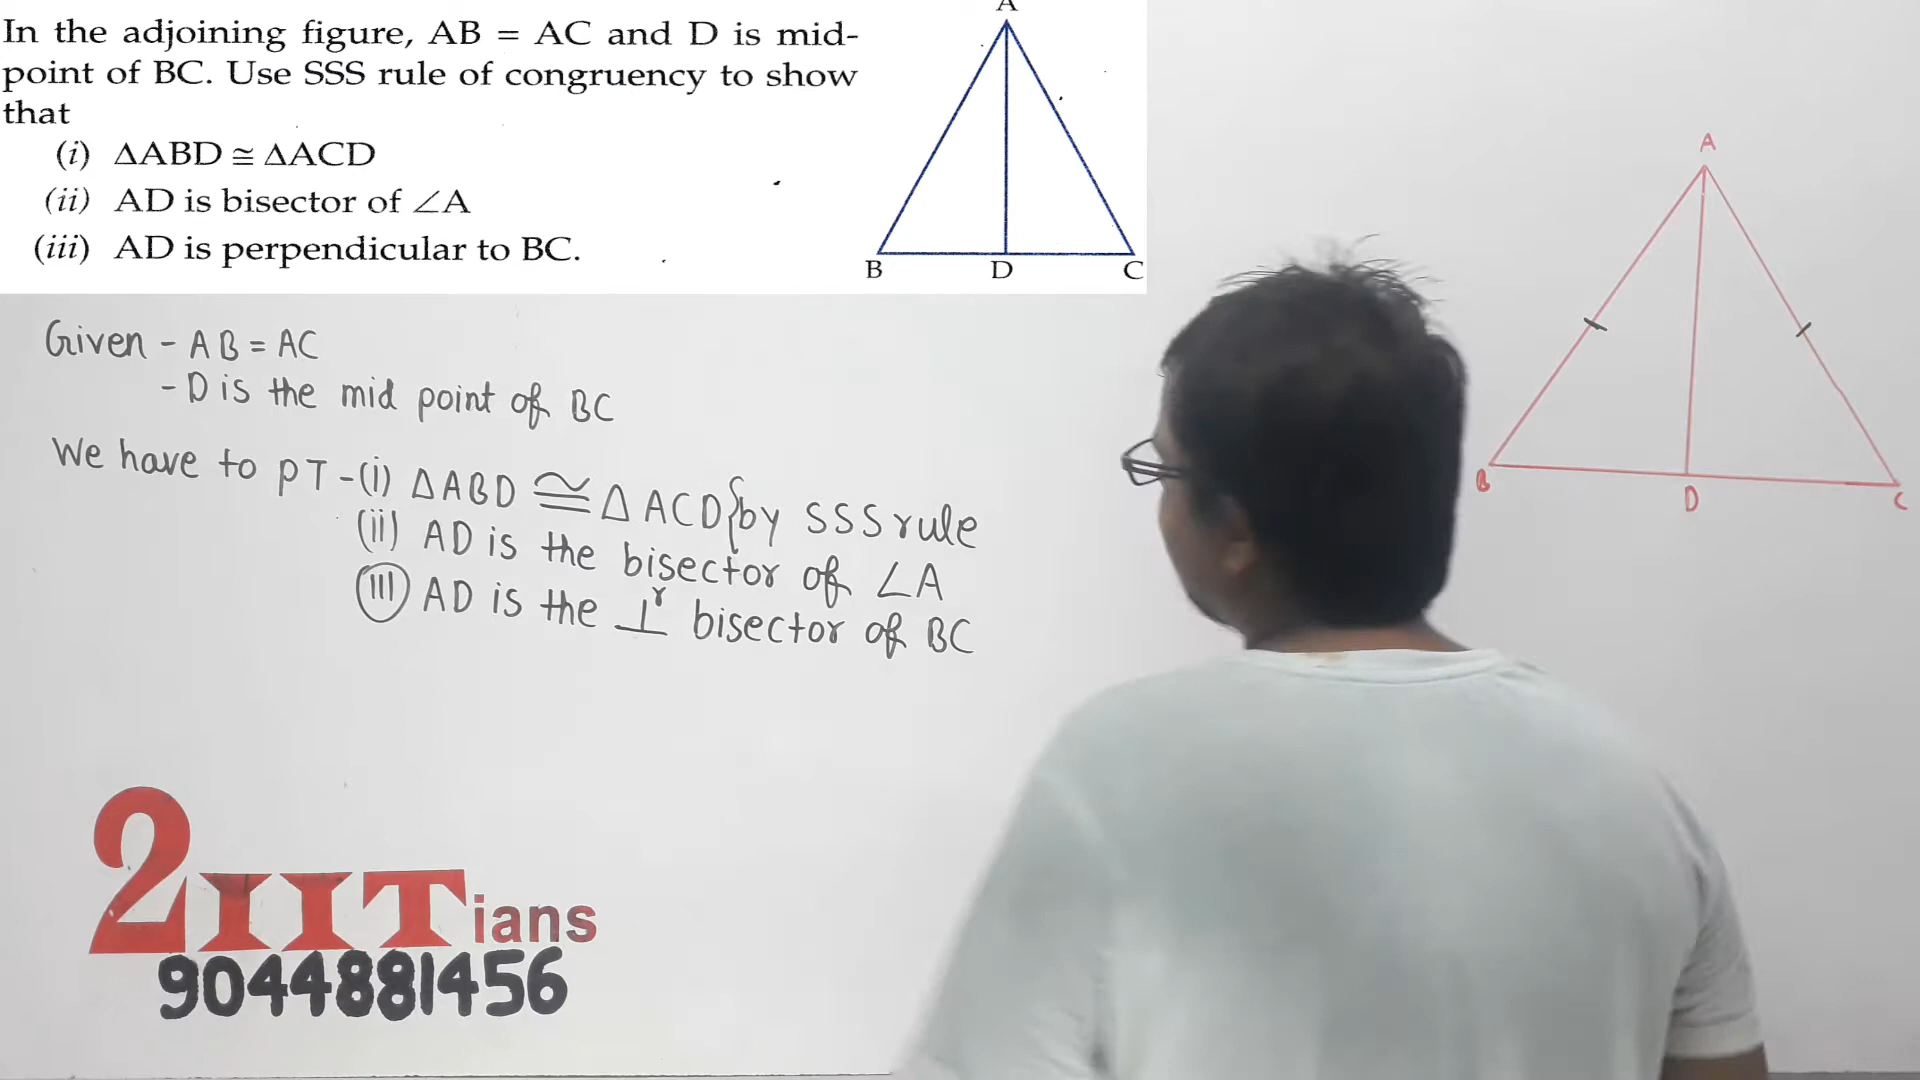 In the adjoining figure, AB = AC and D is mid-
point of BC. Use SSS rule of congruency to show
that
(i) ΔABD ≅ ΔACD
(ii) AD is bisector of ∠A
(iii) AD is perpendicular to BC.
A
B D C
Given - AB = AC
- D is the mid point of BC
We have to PT - (i) Δ ABD ≅ Δ ACD { by SSS rule
(ii) AD is the bisector of ∠A
(III) AD is the ⊥r bisector of BC
A
B D C
2IITians
9044881456